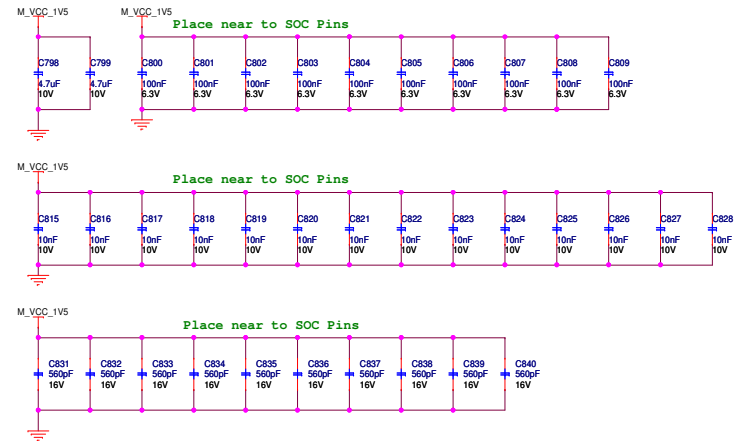 M_VCC_1V5 M_VCC_1V5
Place near to SOC Pins
C798 C799 C800 C801 C802 C803 C804 C805 C806 C807 C808 C809
4.7uF 4.7uF 100nF 100nF 100nF 100nF 100nF 100nF 100nF 100nF 100nF 100nF
10V 10V 6.3V 6.3V 6.3V 6.3V 6.3V 6.3V 6.3V 6.3V 6.3V 6.3V
M_VCC_1V5
Place near to SOC Pins
C815 C816 C817 C818 C819 C820 C821 C822 C823 C824 C825 C826 C827 C828
10nF 10nF 10nF 10nF 10nF 10nF 10nF 10nF 10nF 10nF 10nF 10nF 10nF 10nF
10V 10V 10V 10V 10V 10V 10V 10V 10V 10V 10V 10V 10V 10V
M_VCC_1V5
Place near to SOC Pins
C831 C832 C833 C834 C835 C836 C837 C838 C839 C840
560pF 560pF 560pF 560pF 560pF 560pF 560pF 560pF 560pF 560pF
16V 16V 16V 16V 16V 16V 16V 16V 16V 16V